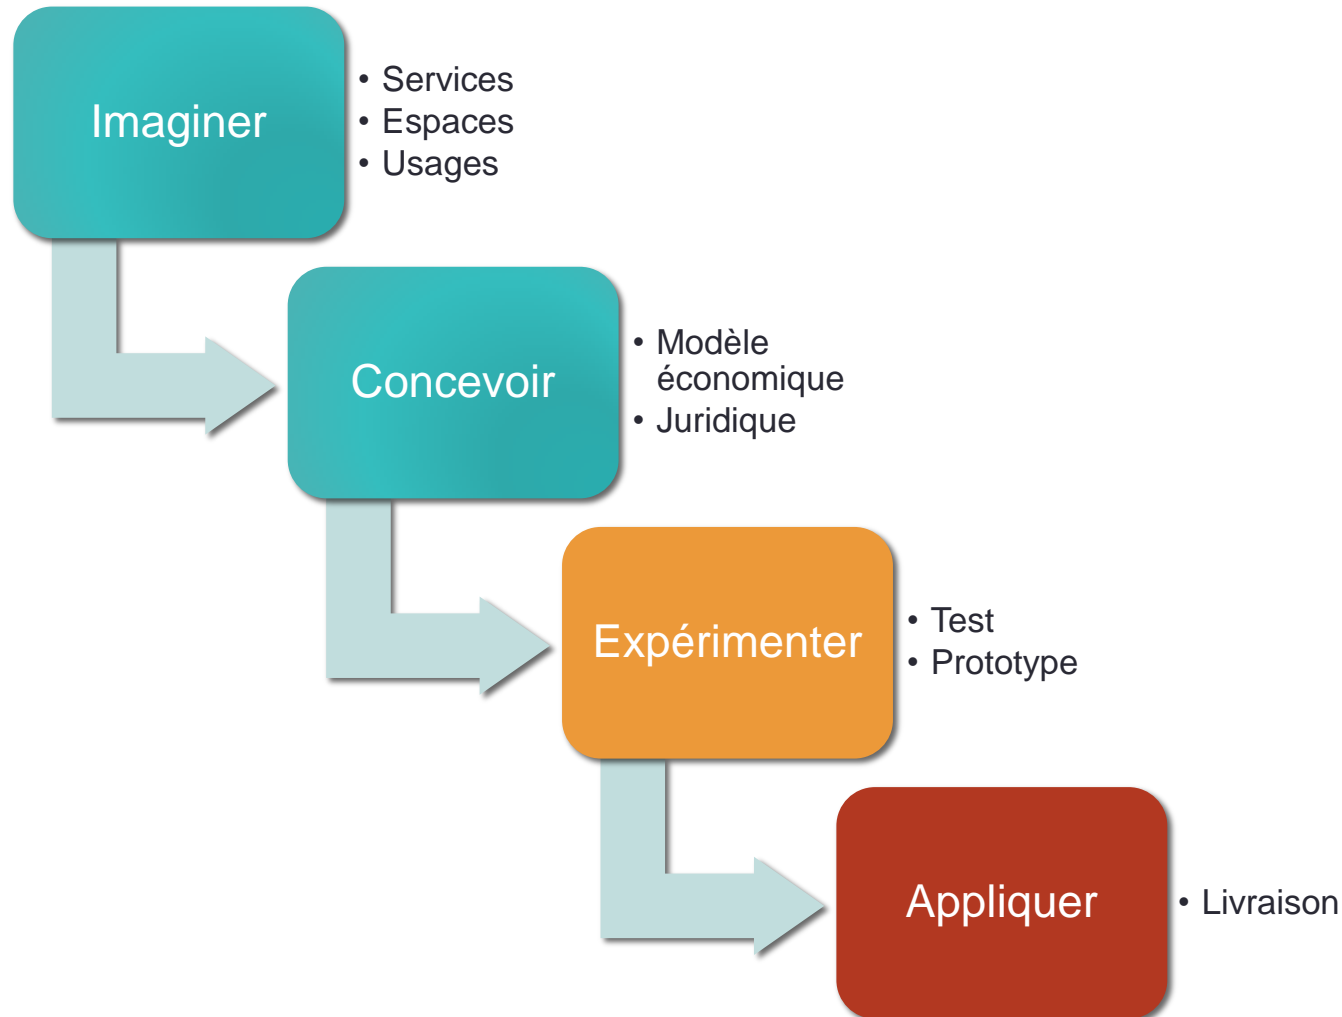 Imaginer
• Services
• Espaces
• Usages
Concevoir
• Modèle
économique
• Juridique
Expérimenter
• Test
• Prototype
Appliquer
• Livraison